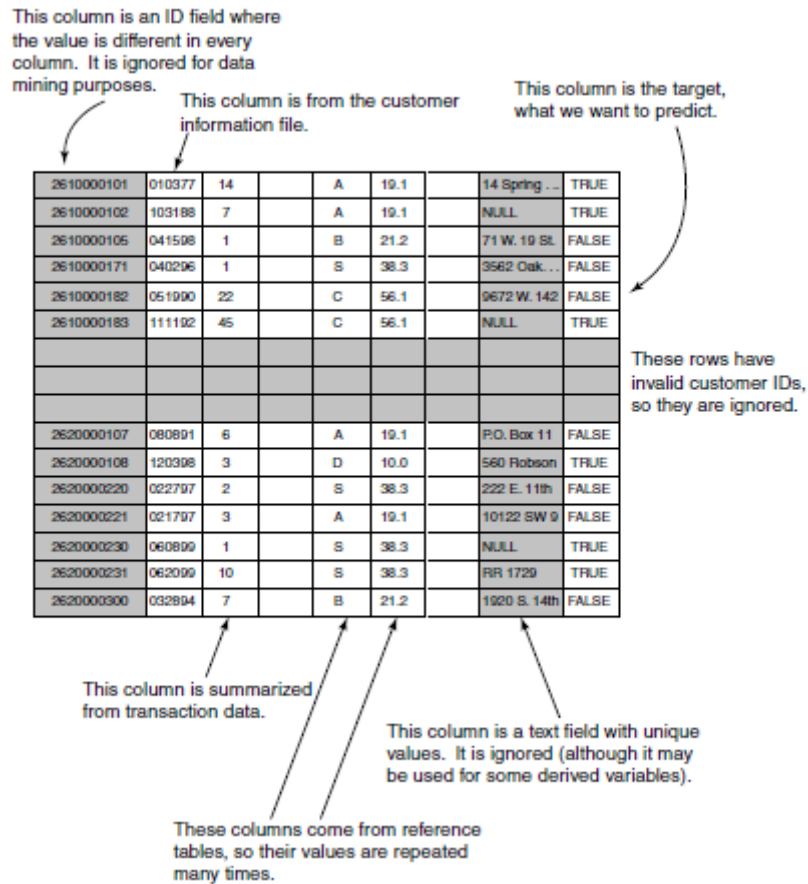 This column is an ID field where
the value is different in every
column. It is ignored for data
mining purposes.
This column is from the customer
information file.
This column is the target,
what we want to predict.
2610000101 010377 14 A 19.1 14 Spring . .. TRUE
2610000102 103188 7 A 19.1 NULL TRUE
2610000105 041598 1 B 21.2 71 W. 19 St. FALSE
2610000171 040296 1 S 38.3 3562 Oak. . . FALSE
2610000182 051990 22 C 56.1 9672 W. 142 FALSE
2610000183 111192 45 C 56.1 NULL TRUE
These rows have
invalid customer IDs,
so they are ignored.
2620000107 080891 6 A 19.1 P.O. Box 11 FALSE
2620000108 120398 3 D 10.0 560 Robson TRUE
2620000220 022797 2 S 38.3 222 E. 11th FALSE
2620000221 021797 3 A 19.1 10122 SW 9 FALSE
2620000230 060899 1 S 38.3 NULL TRUE
2620000231 062099 10 S 38.3 RR 1729 TRUE
2620000300 032894 7 B 21.2 1920 S. 14th FALSE
This column is summarized
from transaction data.
This column is a text field with unique
values. It is ignored (although it may
be used for some derived variables).
These columns come from reference
tables, so their values are repeated
many times.